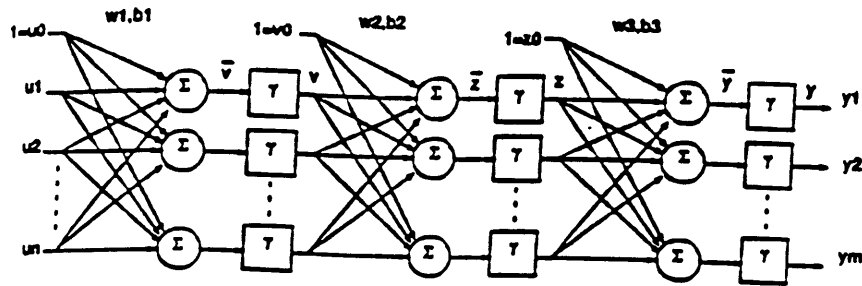 w1,b1 w2,b2 w3,b3
1=u0 1=v0 1=z0
u1 Σ v̅ γ v Σ z̅ γ z Σ y̅ γ y y1
u2 Σ γ Σ γ Σ γ y2
un Σ γ Σ γ Σ γ ym